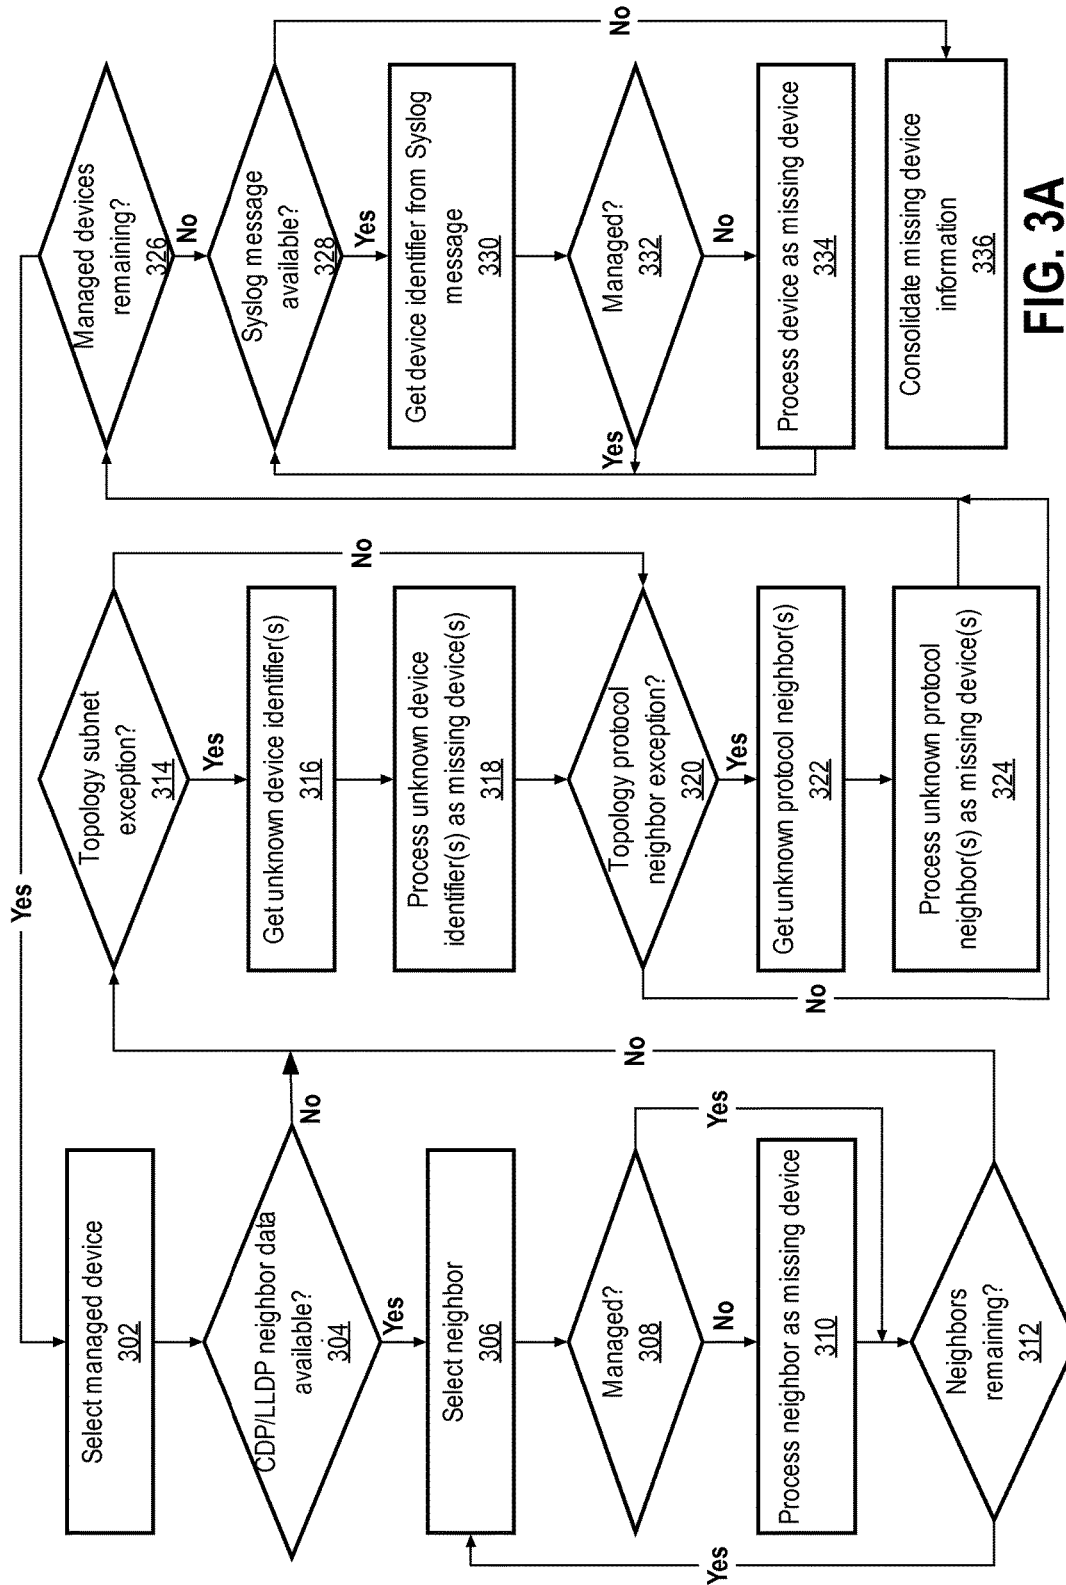 Yes
Select managed device
302
CDP/LLDP neighbor data
available?
304
No
Yes
Select neighbor
306
Managed?
308
Yes
No
Process neighbor as missing device
310
Neighbors
remaining?
312
Yes
No
Topology subnet
exception?
314
No
Yes
Get unknown device identifier(s)
316
Process unknown device
identifier(s) as missing device(s)
318
Topology protocol
neighbor exception?
320
No
Yes
Get unknown protocol neighbor(s)
322
Process unknown protocol
neighbor(s) as missing device(s)
324
Managed devices
remaining?
326
No
Syslog message
available?
328
No
Yes
Get device identifier from Syslog
message
330
Managed?
332
Yes
No
Process device as missing device
334
Consolidate missing device
information
336
FIG. 3A